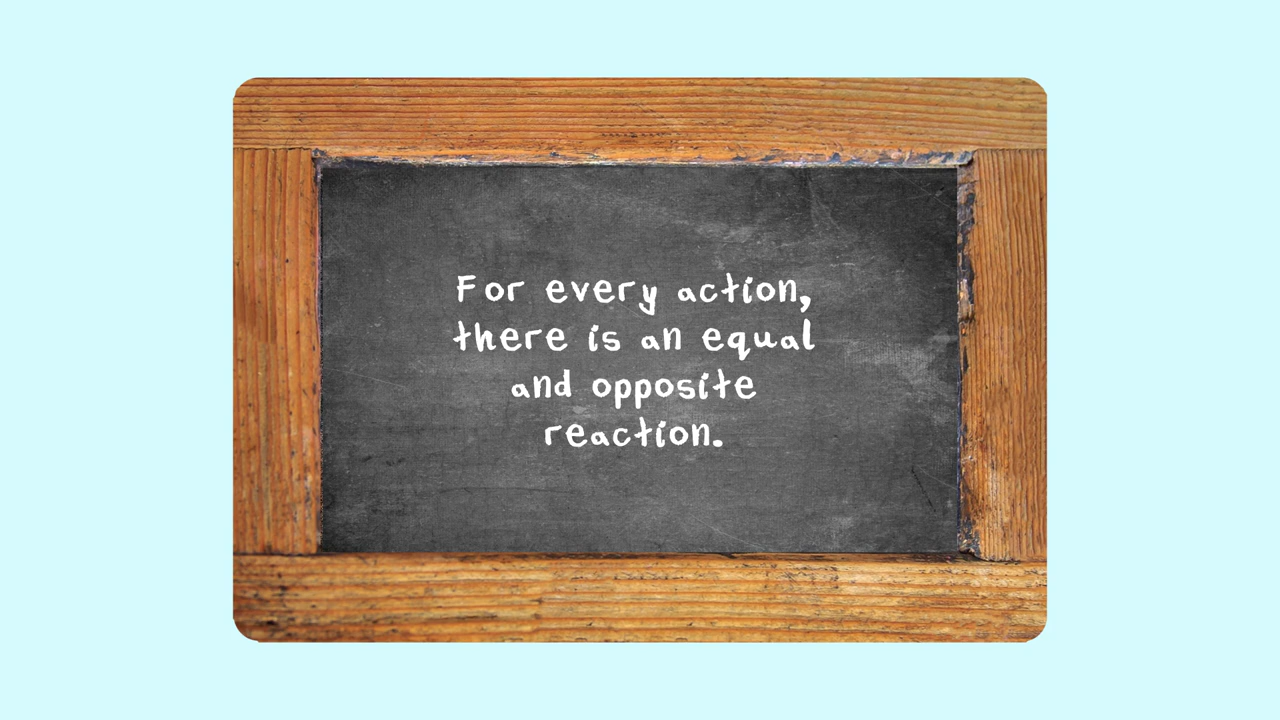 For every action,
there is an equal
and opposite
reaction.